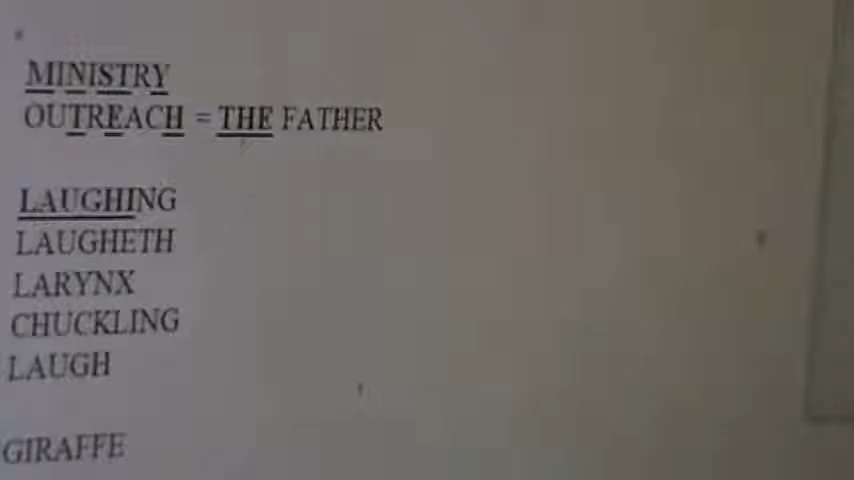 MINISTRY
OUTREACH = THE FATHER
LAUGHING
LAUGHETH
LARYNX
CHUCKLING
LAUGH
GIRAFFE